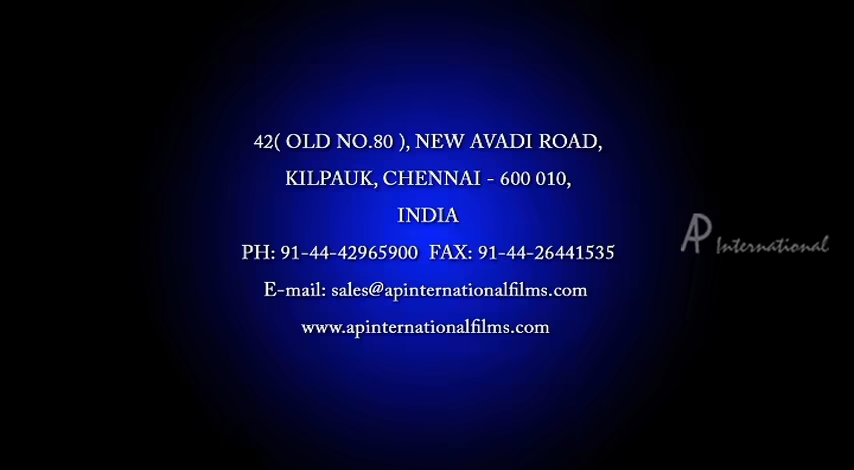 42( OLD NO.80 ), NEW AVADI ROAD,
KILPAUK, CHENNAI - 600 010,
INDIA
PH: 91-44-42965900 FAX: 91-44-26441535
E-mail: sales@apinternationalfilms.com
www.apinternationalfilms.com
AP International